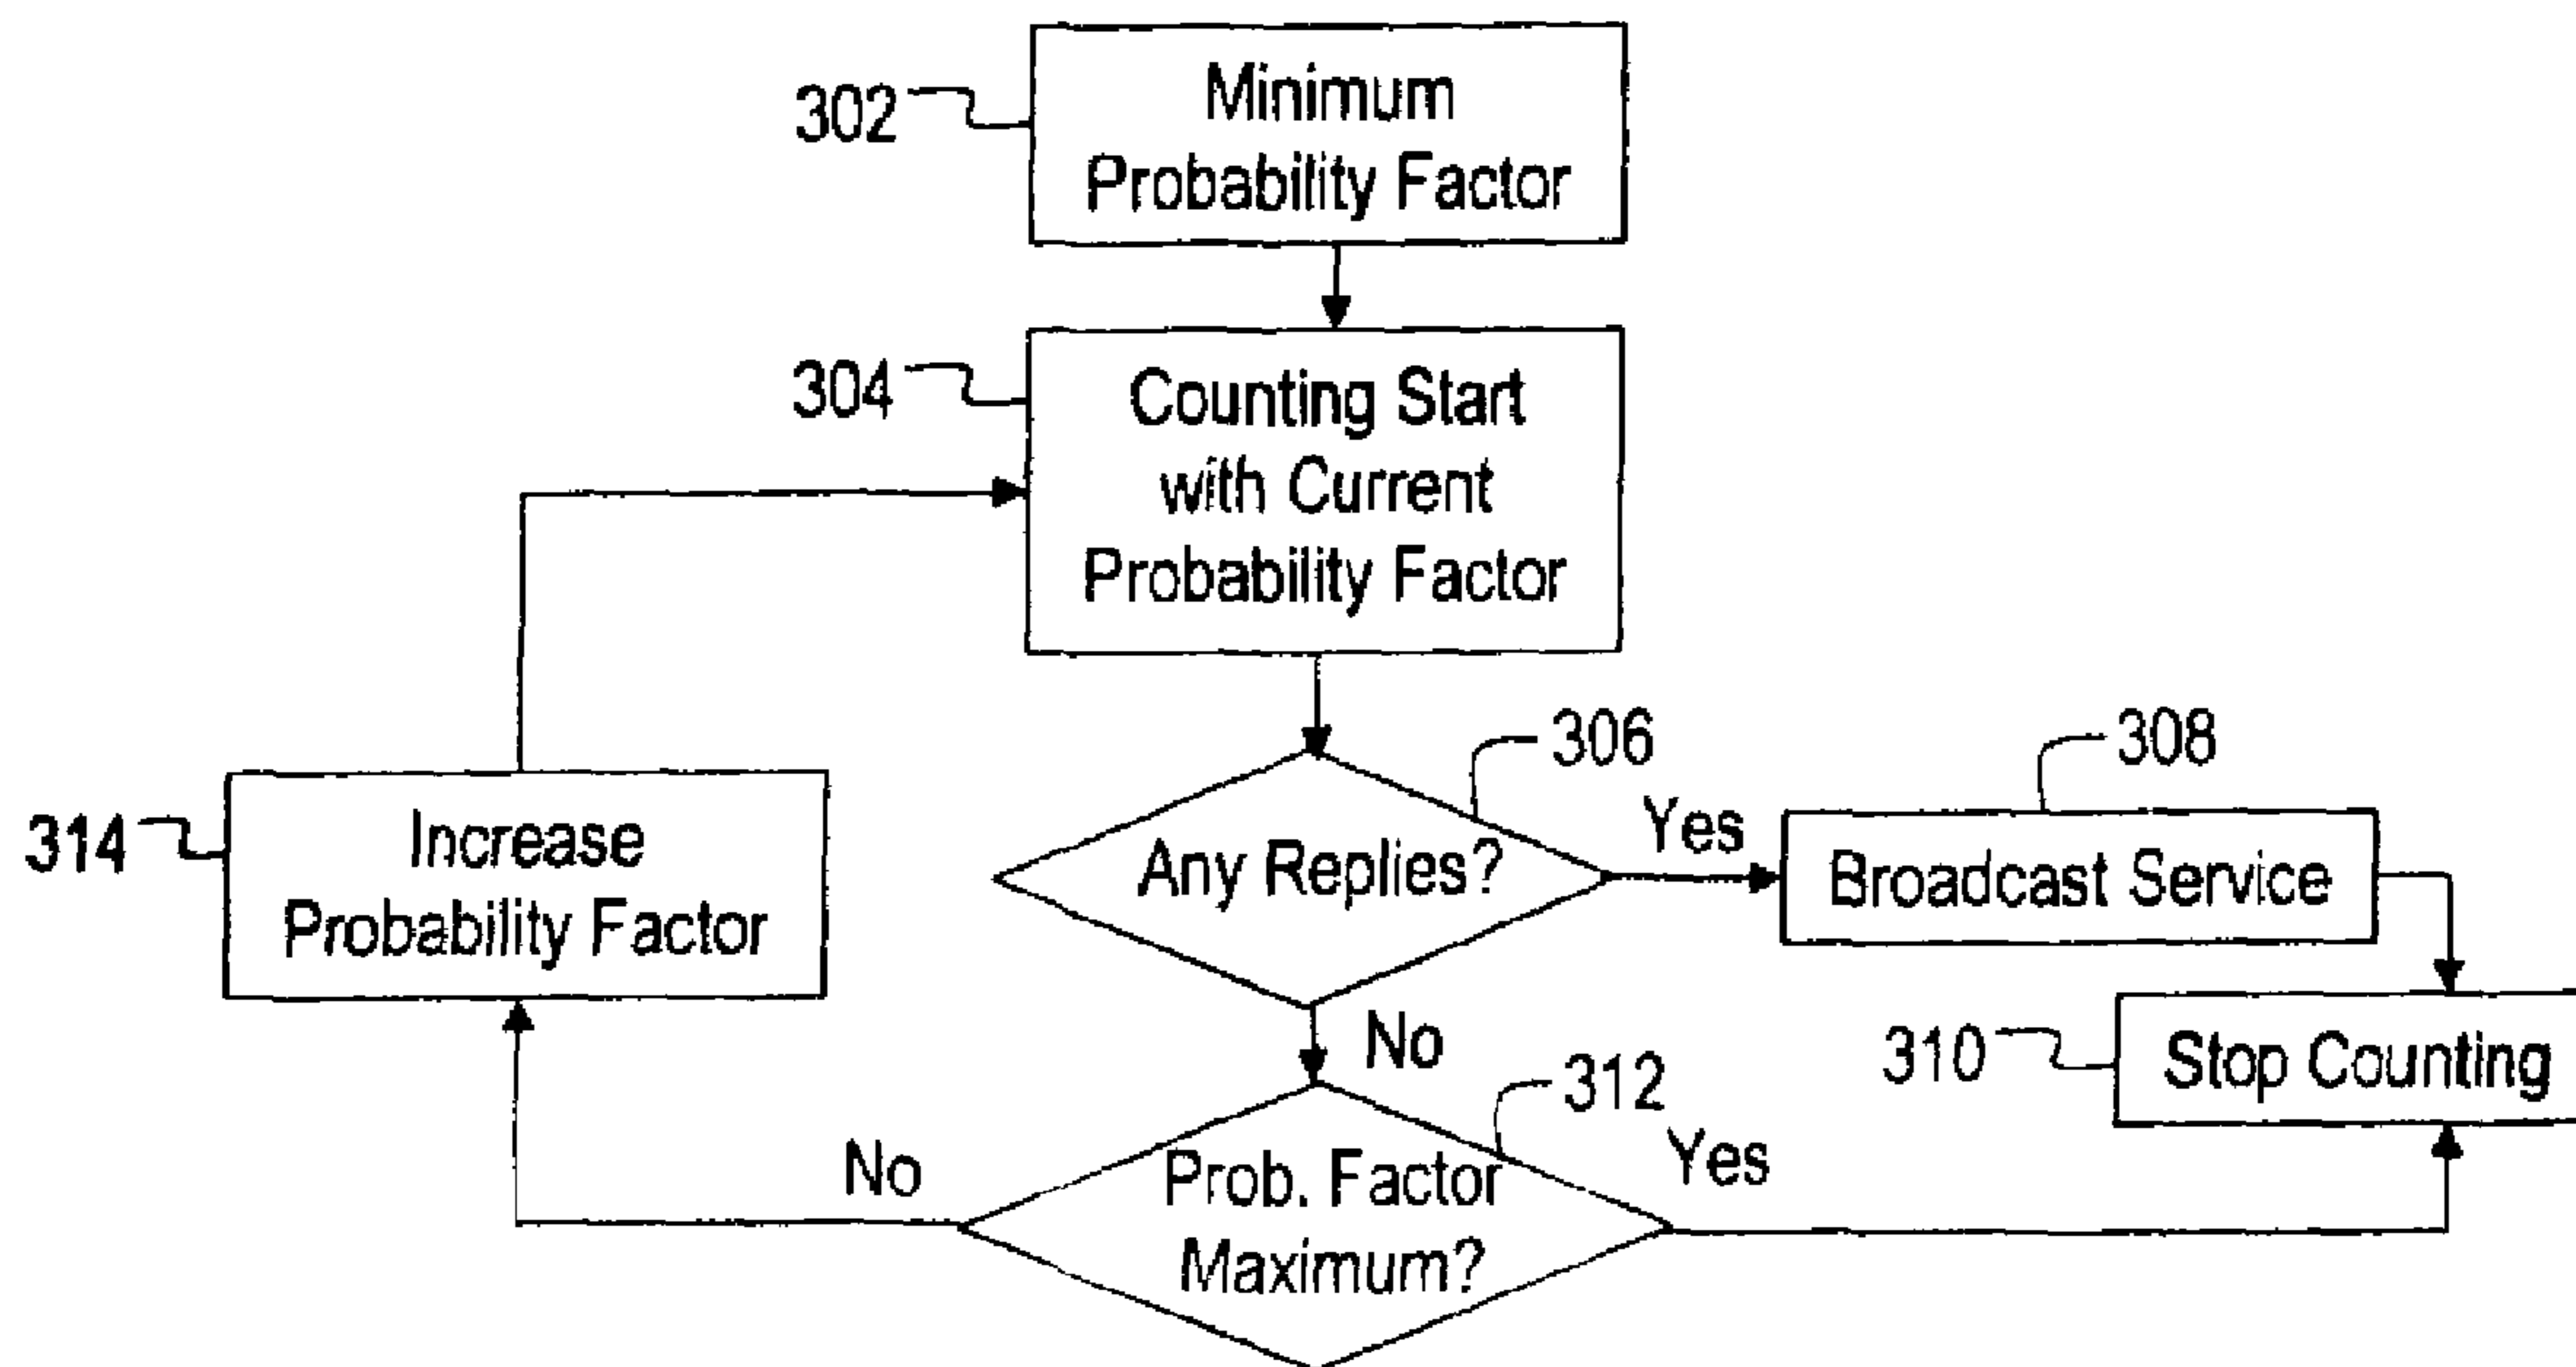 302
Minimum
Probability Factor
304
Counting Start
with Current
Probability Factor
306
308
314
Increase
Probability Factor
Any Replies?
Yes
Broadcast Service
No
310
Stop Counting
312
No
Prob. Factor
Maximum?
Yes